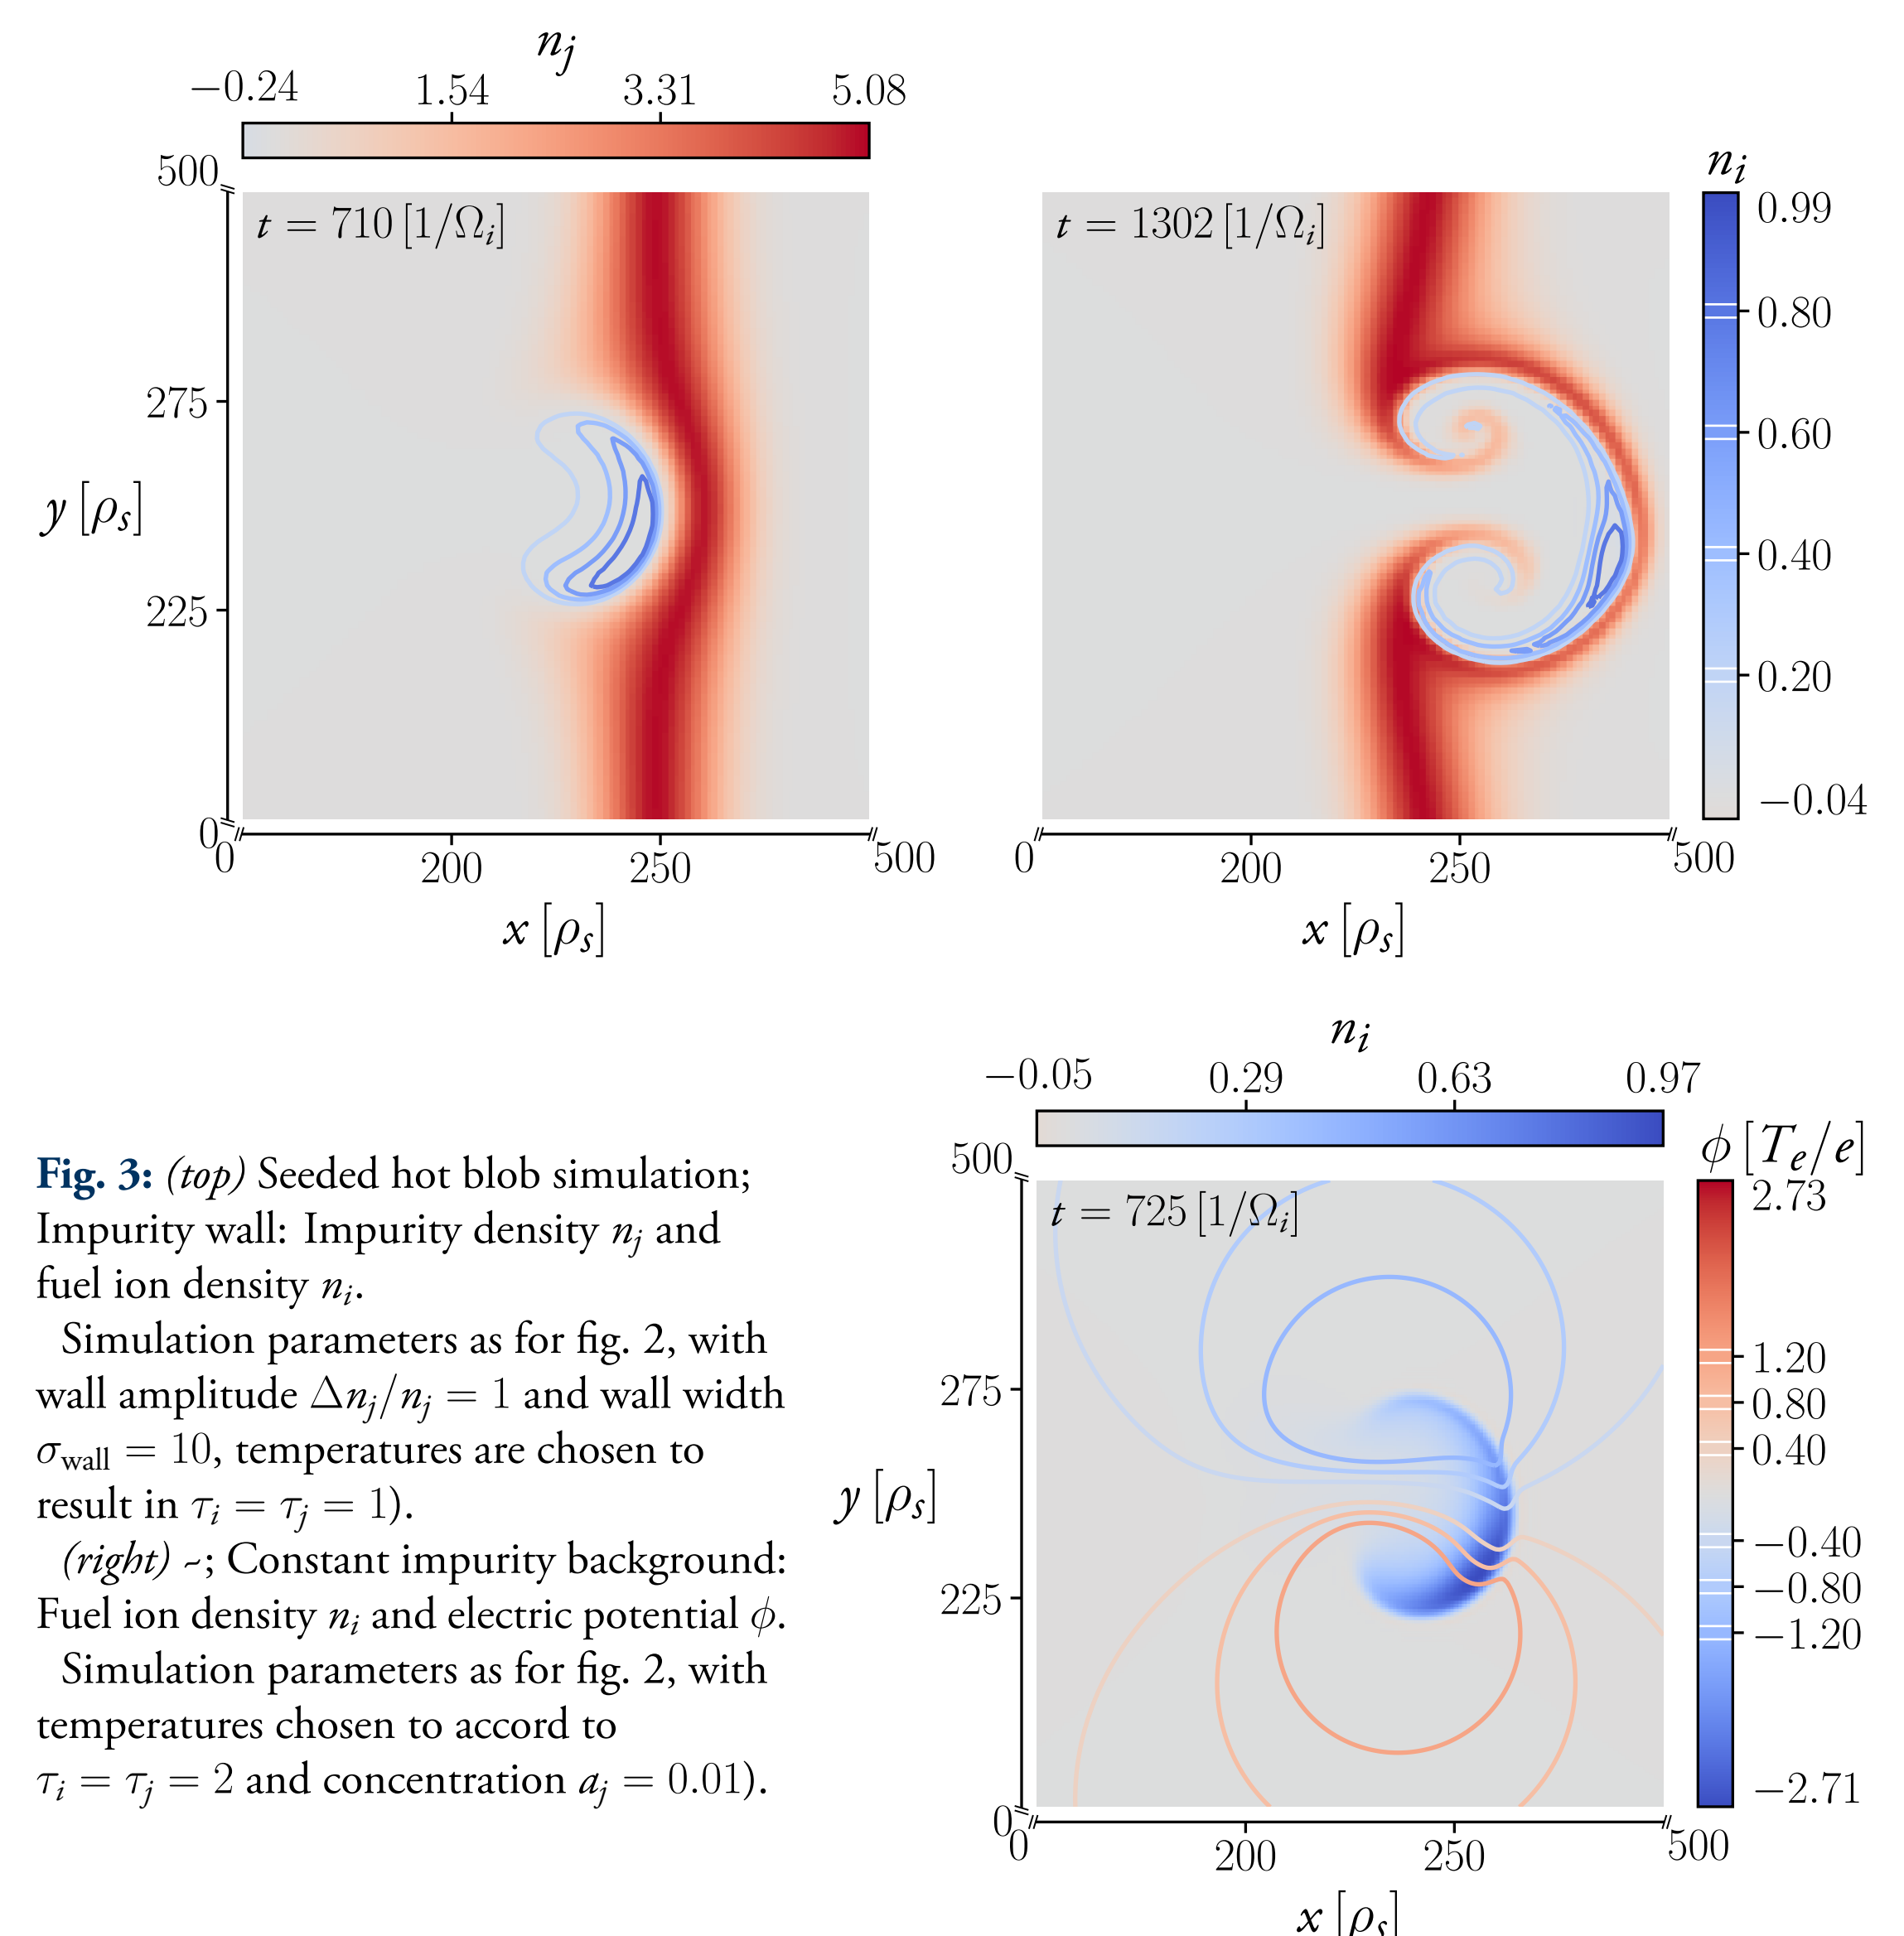 n_j
−0.24 1.54 3.31 5.08
t = 710 [1/Ω_i]
500
275
225
0
y [ρ_s]
0 200 250 500
x [ρ_s]
t = 1302 [1/Ω_i]
0 200 250 500
x [ρ_s]
n_i
0.99
0.80
0.60
0.40
0.20
−0.04
Fig. 3: (top) Seeded hot blob simulation;
Impurity wall: Impurity density n_j and
fuel ion density n_i.
Simulation parameters as for fig. 2, with
wall amplitude Δn_j/n_j = 1 and wall width
σ_wall = 10, temperatures are chosen to
result in τ_i = τ_j = 1).
(right) ~; Constant impurity background:
Fuel ion density n_i and electric potential ϕ.
Simulation parameters as for fig. 2, with
temperatures chosen to accord to
τ_i = τ_j = 2 and concentration a_j = 0.01).
n_i
−0.05 0.29 0.63 0.97
t = 725 [1/Ω_i]
500
275
225
0
y [ρ_s]
0 200 250 500
x [ρ_s]
ϕ [T_e/e]
2.73
1.20
0.80
0.40
−0.40
−0.80
−1.20
−2.71